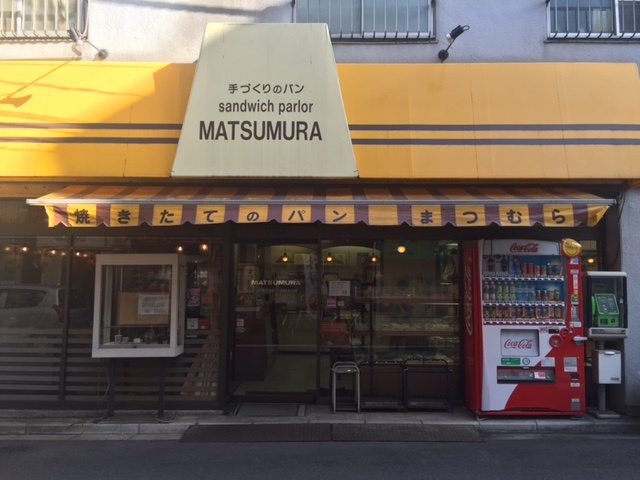 手づくりのパン
sandwich parlor
MATSUMURA
焼きたてのパン まつむら
MATSUMURA
Coca-Cola
Coca-Cola